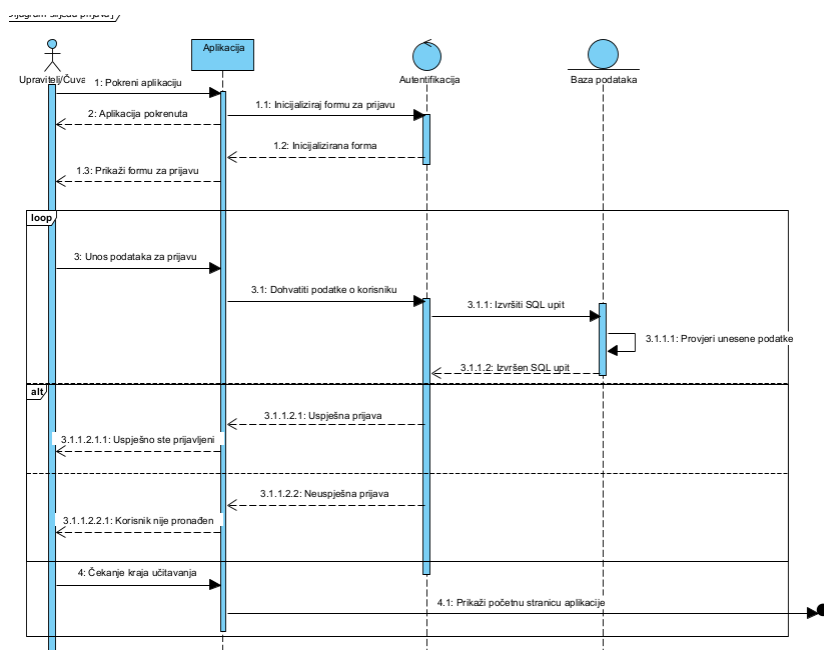 Aplikacija
Upravitelj/Čuva
Autentifikacija
Baza podataka
1: Pokreni aplikaciju
1.1: Inicijaliziraj formu za prijavu
2: Aplikacija pokrenuta
1.2: Inicijalizirana forma
1.3: Prikaži formu za prijavu
loop
3: Unos podataka za prijavu
3.1: Dohvatiti podatke o korisniku
3.1.1: Izvršiti SQL upit
3.1.1.1: Provjeri unesene podatke
3.1.1.2: Izvršen SQL upit
alt
3.1.1.2.1: Uspješna prijava
3.1.1.2.1.1: Uspješno ste prijavljeni
3.1.1.2.2: Neuspješna prijava
3.1.1.2.2.1: Korisnik nije pronađen
4: Čekanje kraja učitavanja
4.1: Prikaži početnu stranicu aplikacije